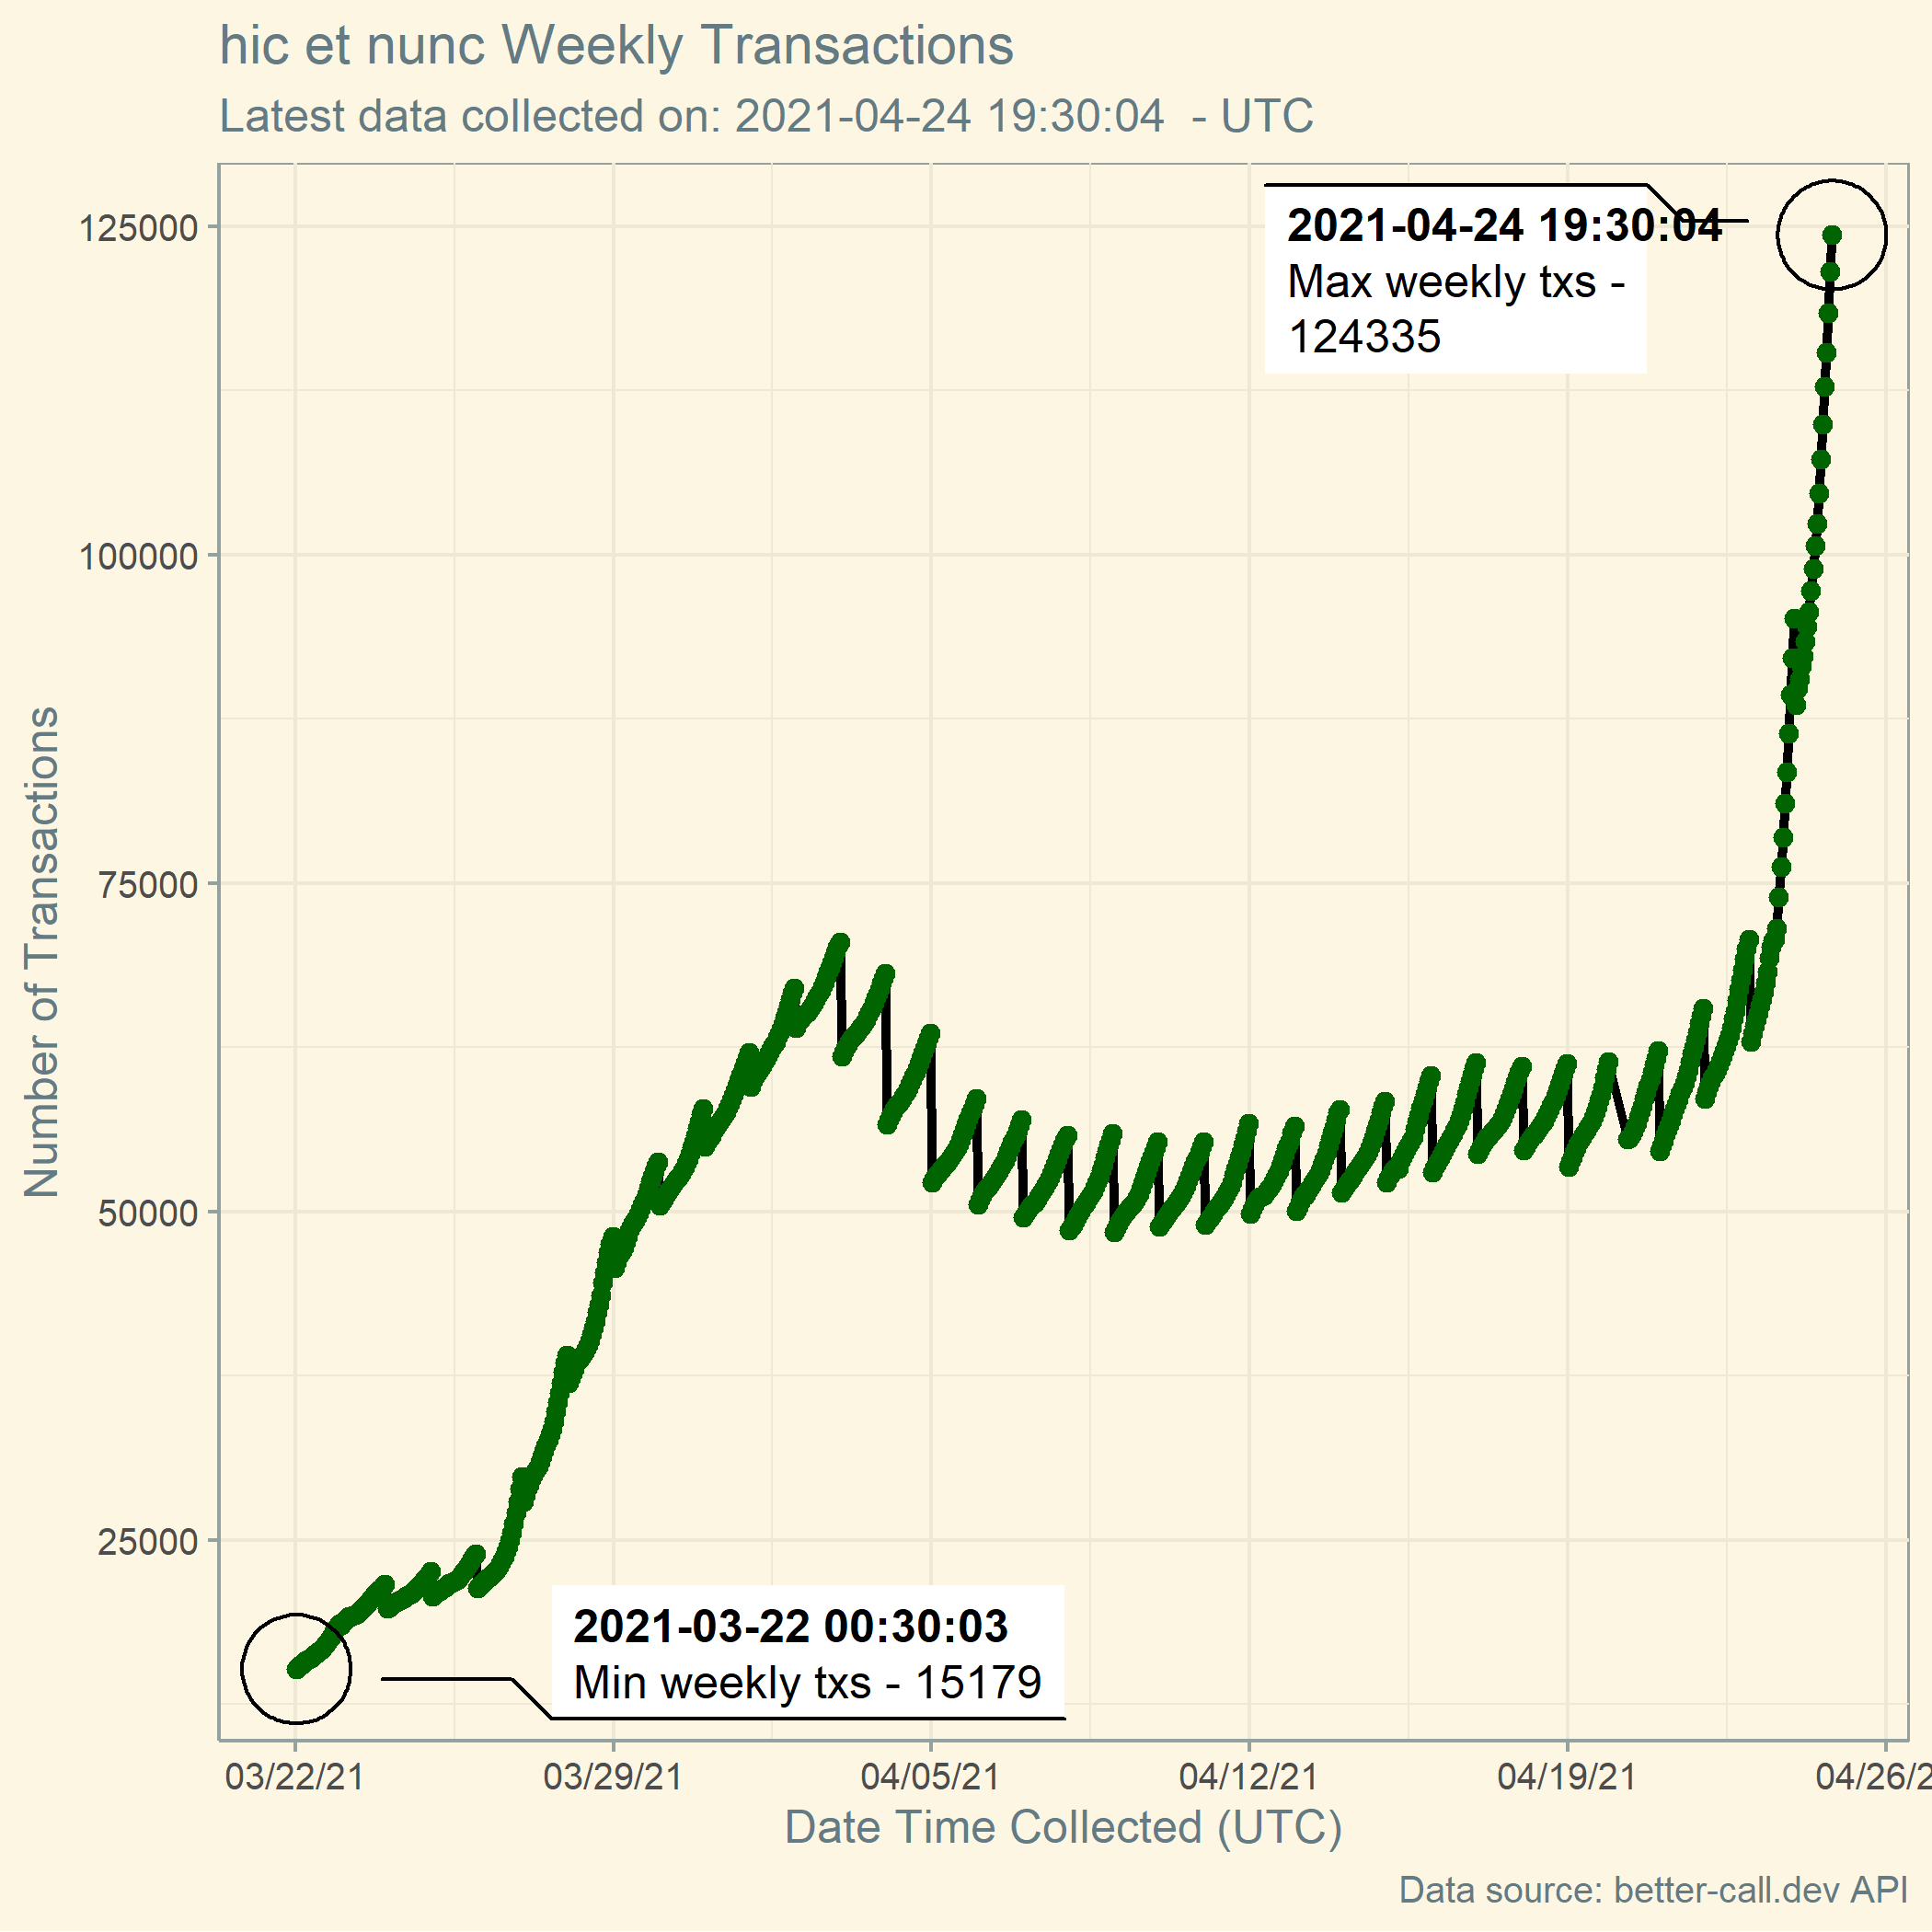 hic et nunc Weekly Transactions
Latest data collected on: 2021-04-24 19:30:04  - UTC
Number of Transactions
125000
100000
75000
50000
25000
2021-04-24 19:30:04
Max weekly txs -
124335
2021-03-22 00:30:03
Min weekly txs - 15179
03/22/21 03/29/21 04/05/21 04/12/21 04/19/21 04/26/2
Date Time Collected (UTC)
Data source: better-call.dev API